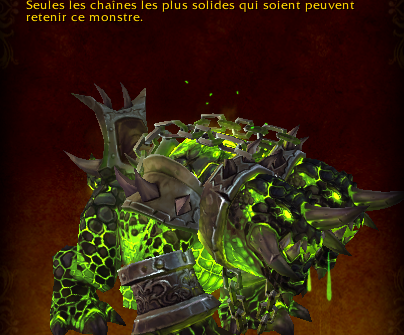 Seules les chaînes les plus solides qui soient peuvent
retenir ce monstre.